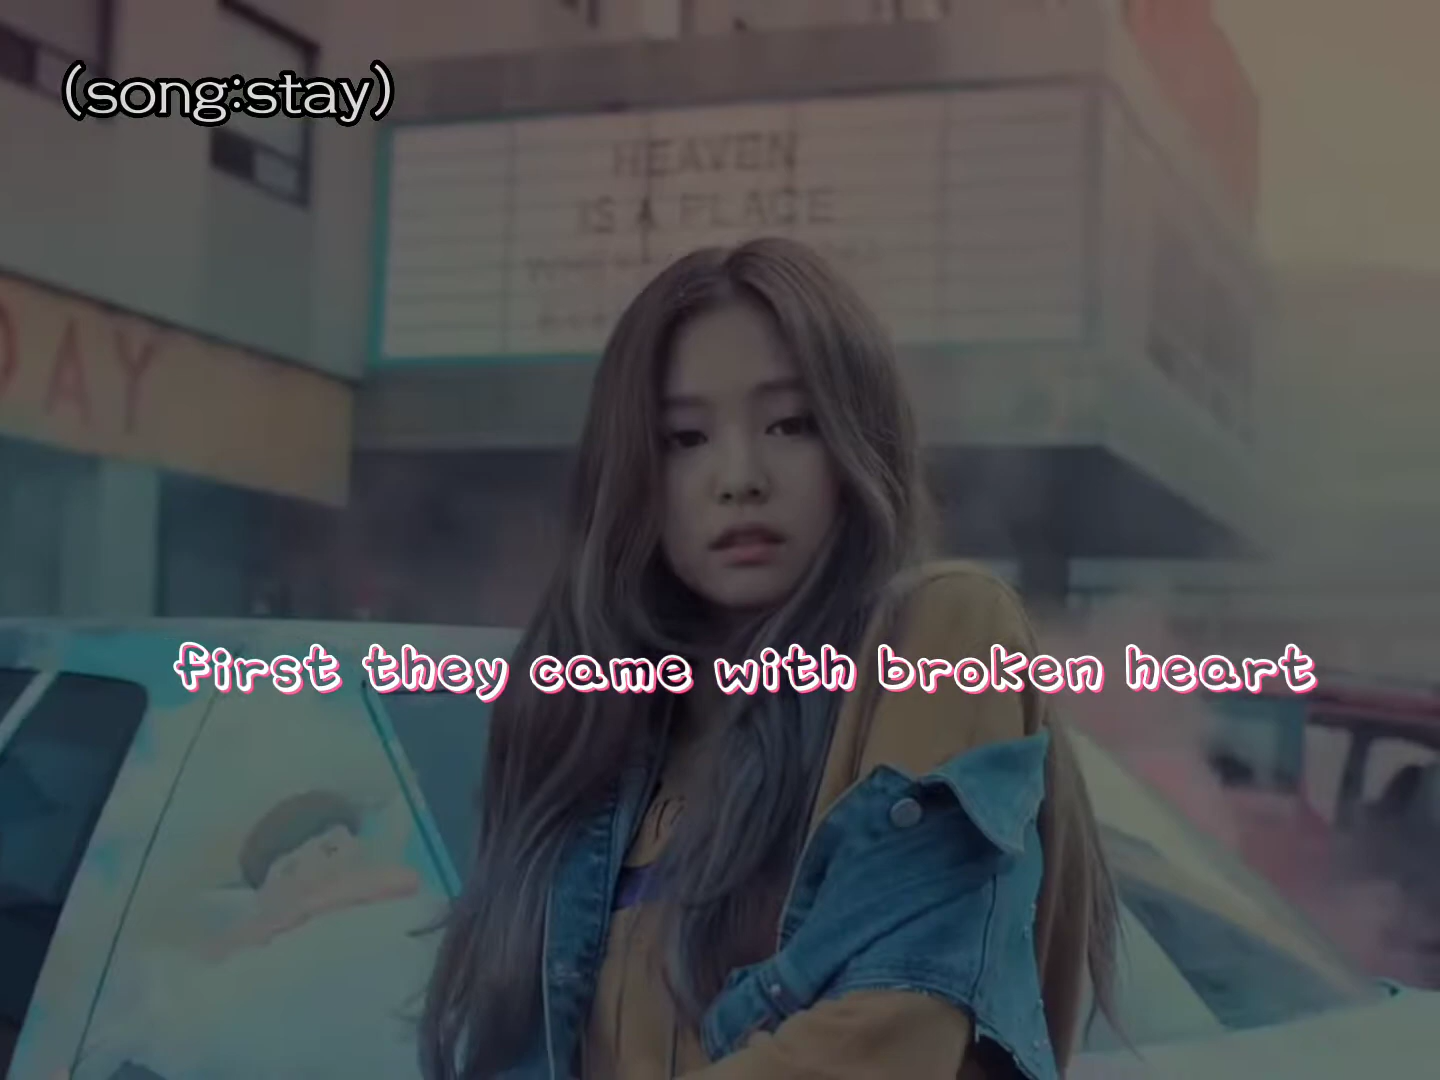 (song:stay)
HEAVEN
IS A PLACE
DAY
first they came with broken heart